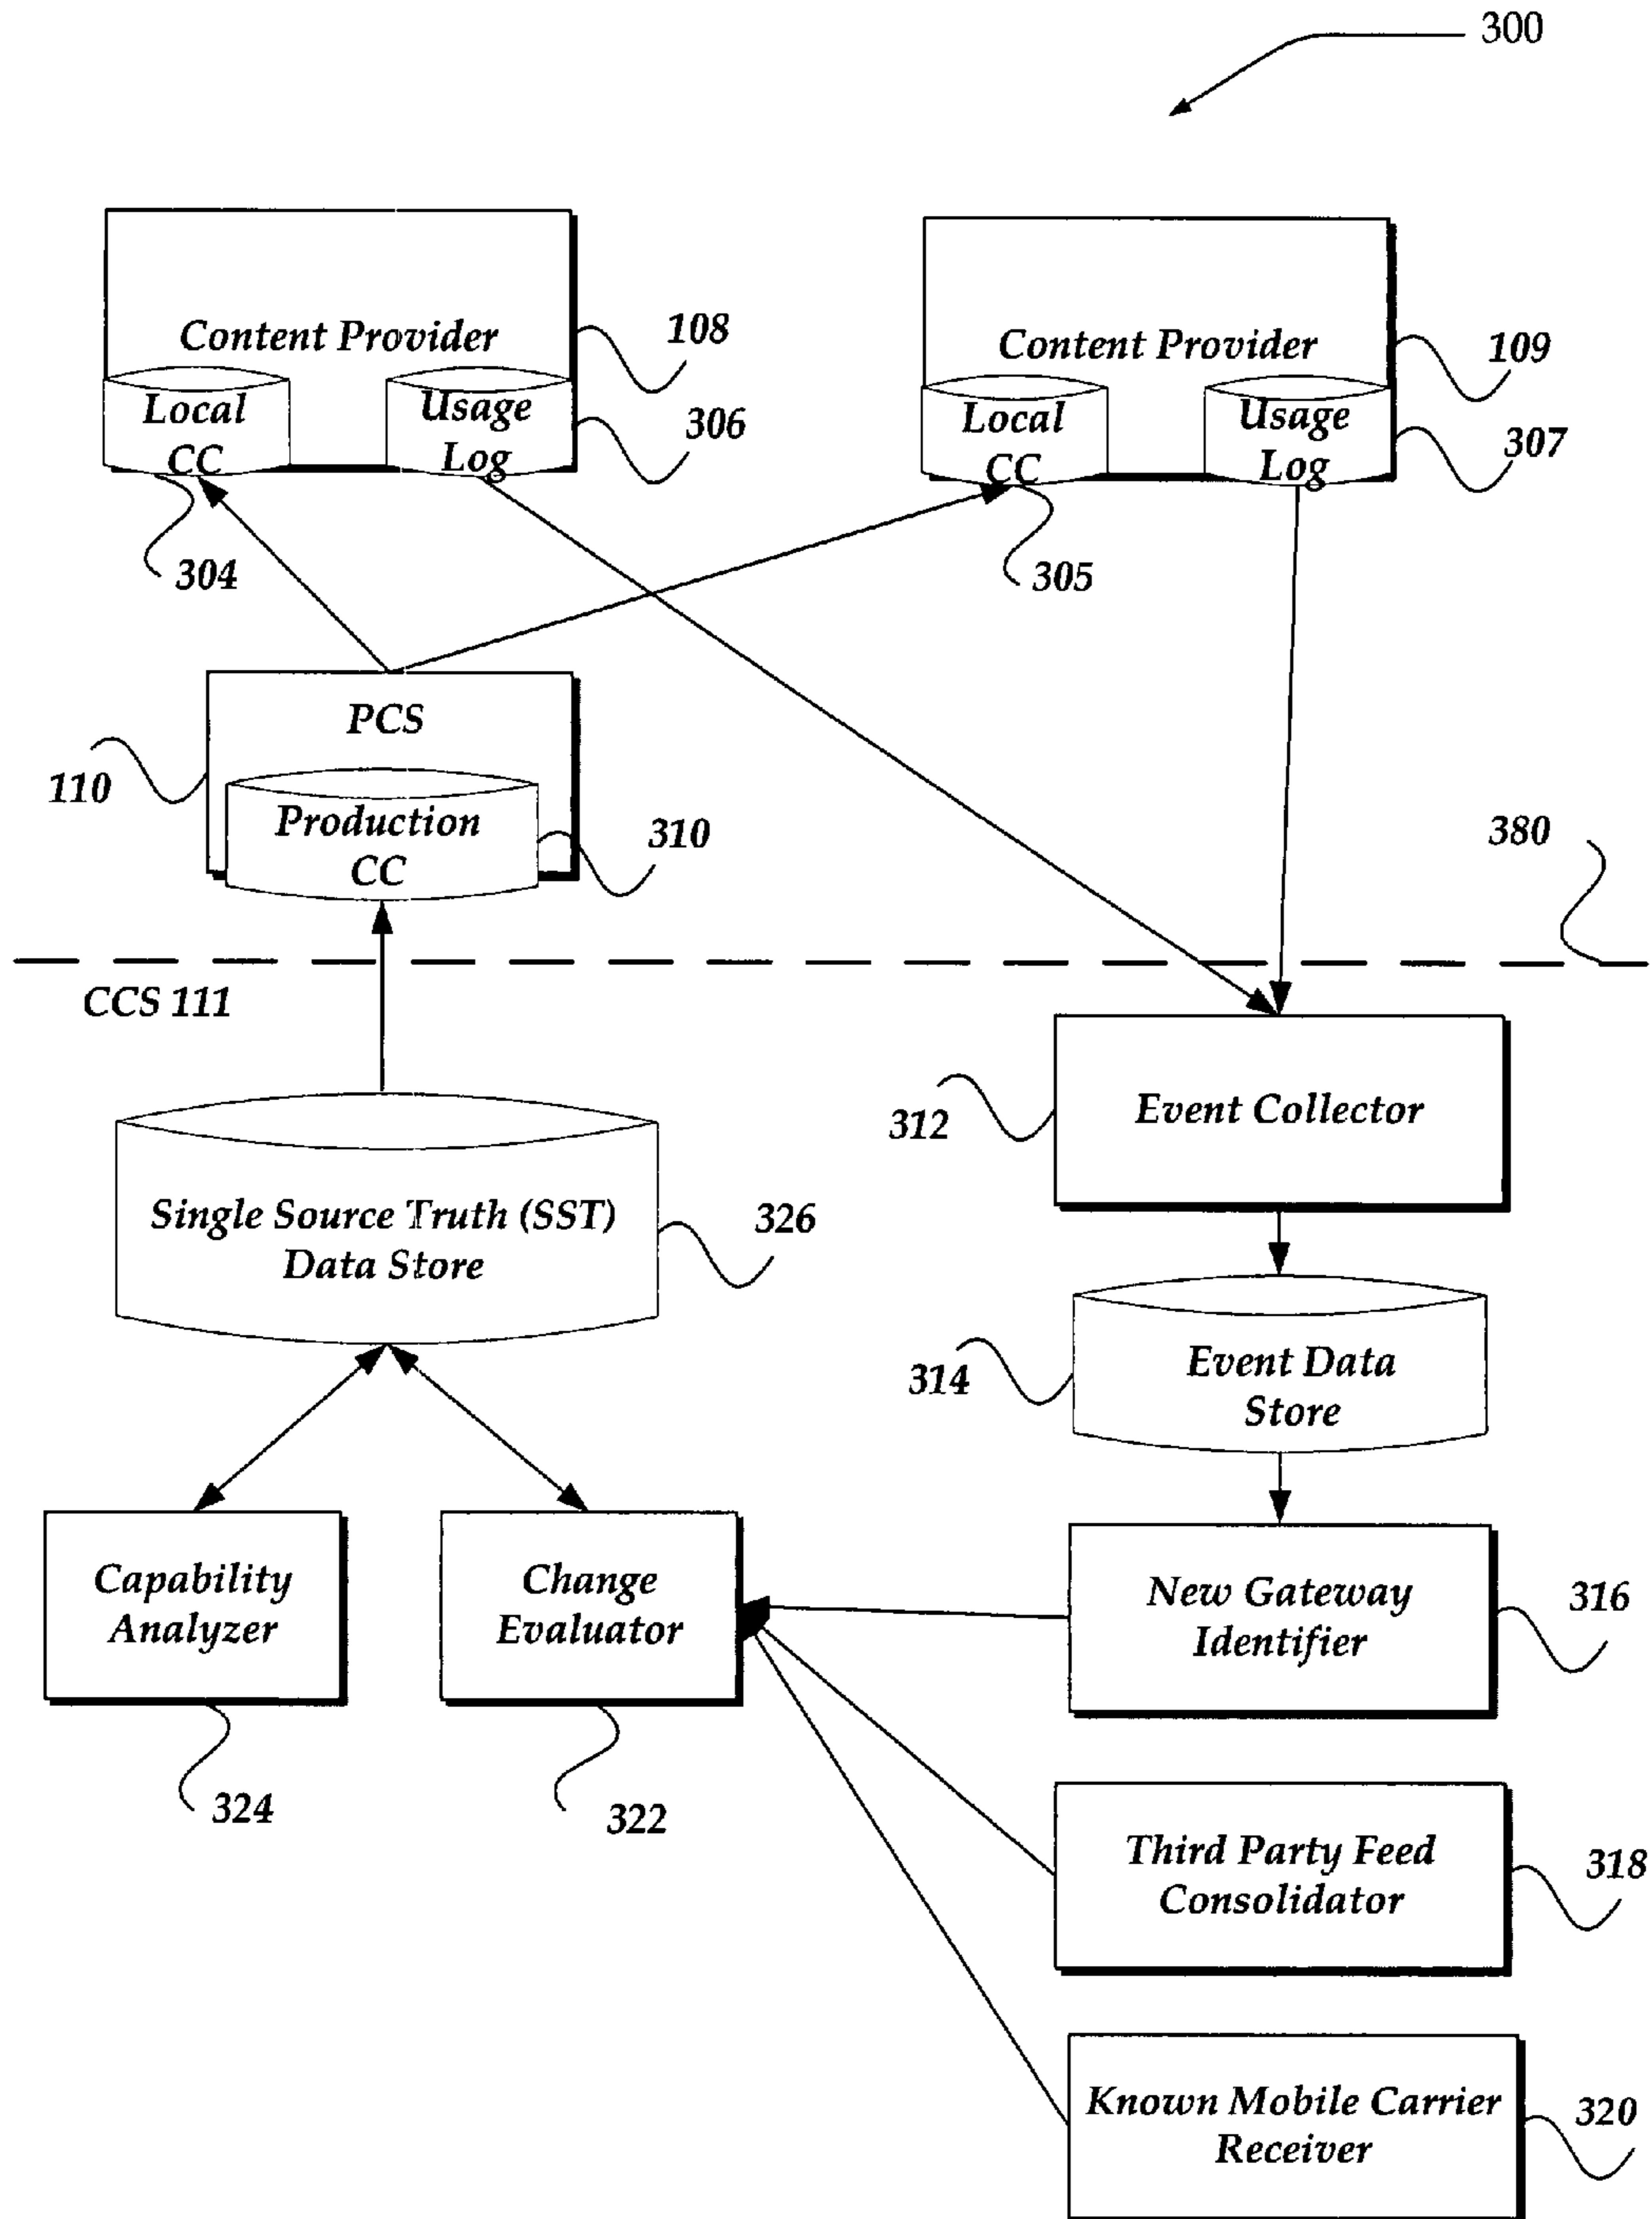 300
Content Provider
108
Local
CC
Usage
Log
306
304
Content Provider
109
Local
CC
Usage
Log
307
305
PCS
110
Production
CC
310
380
CCS 111
Event Collector
312
Single Source Truth (SST)
Data Store
326
Event Data
Store
314
Capability
Analyzer
324
Change
Evaluator
322
New Gateway
Identifier
316
Third Party Feed
Consolidator
318
Known Mobile Carrier
Receiver
320